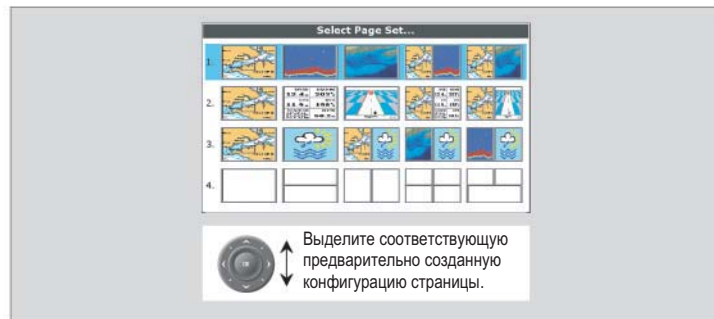 Select Page Set...
1.
2.
3.
4.
Выделите соответствующую
предварительно созданную
конфигурацию страницы.